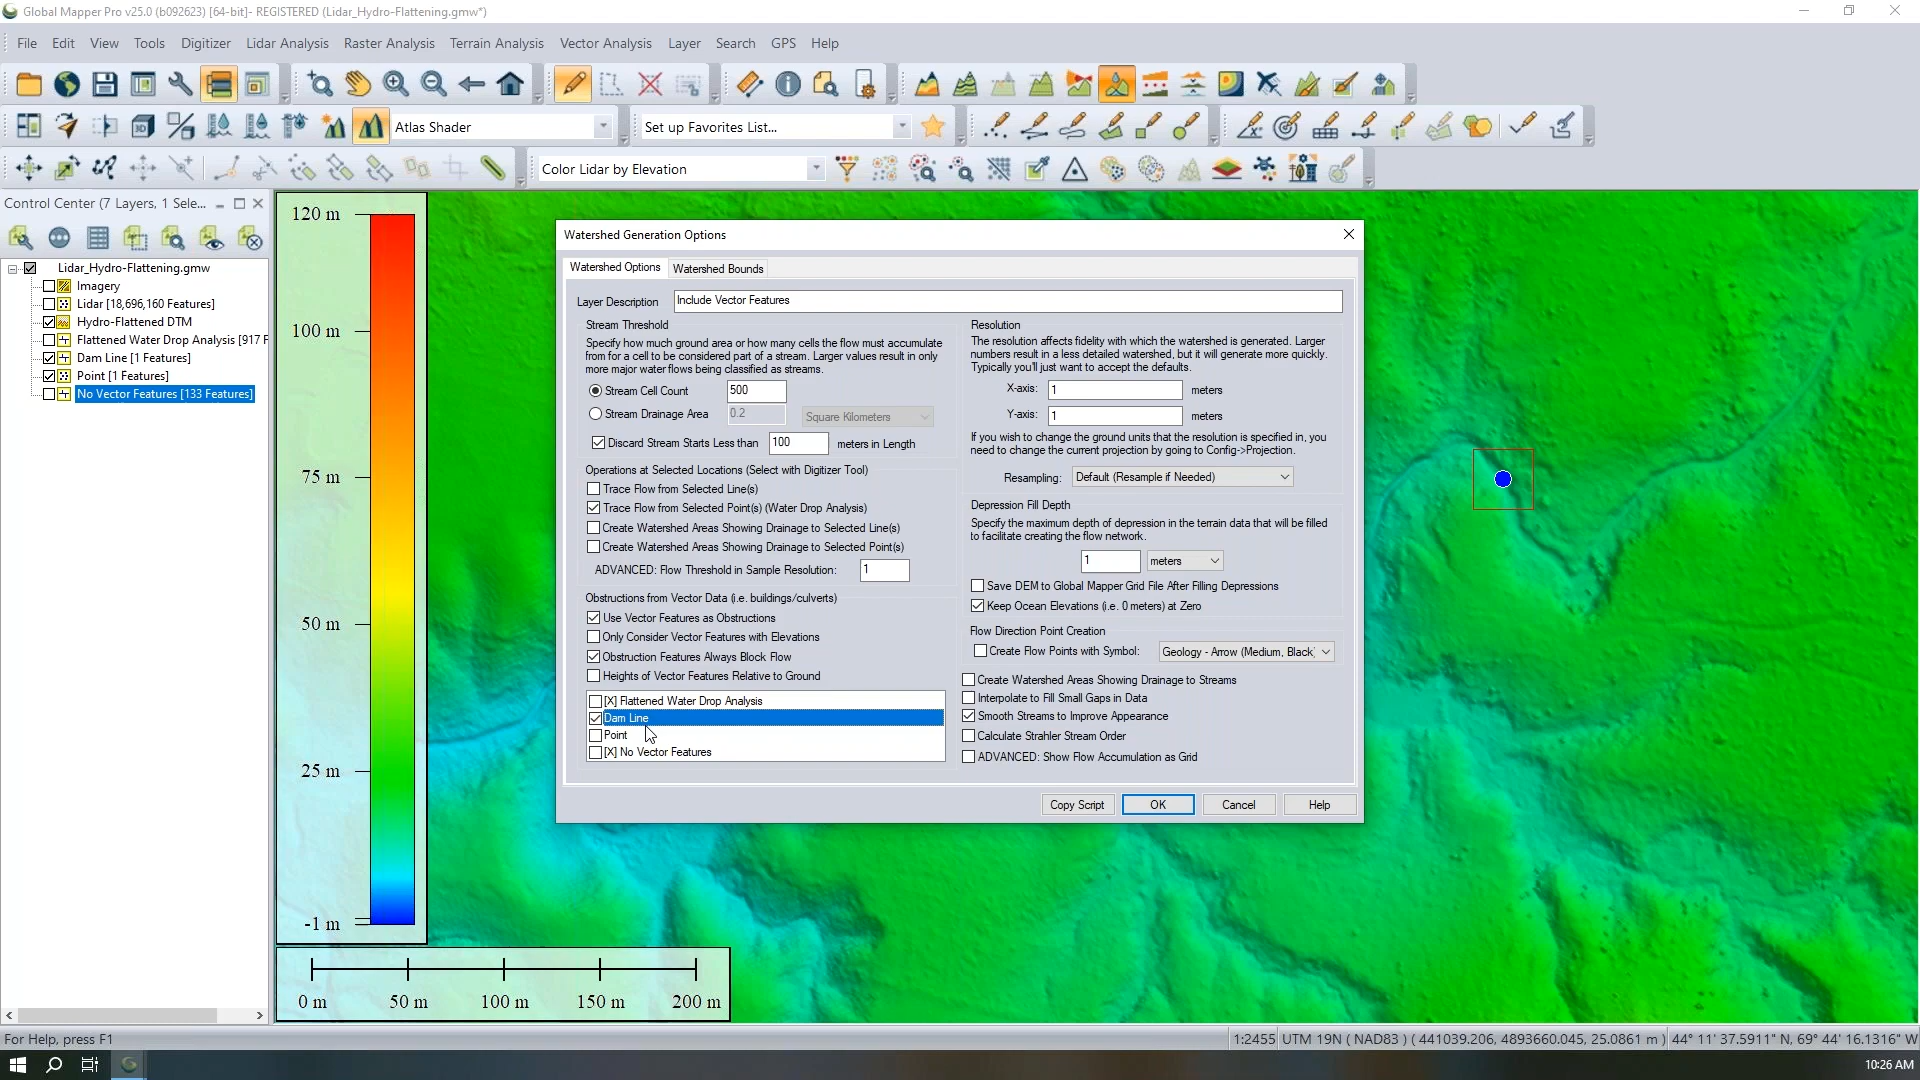 Global Mapper Pro v25.0 (b092623) [64-bit]- REGISTERED (Lidar_Hydro-Flattening.gmw*)
File Edit View Tools Digitizer Lidar Analysis Raster Analysis Terrain Analysis Vector Analysis Layer Search GPS Help
Atlas Shader
Set up Favorites List...
Color Lidar by Elevation
Control Center (7 Layers, 1 Sele...
Lidar_Hydro-Flattening.gmw
Imagery
Lidar [18,696,160 Features]
Hydro-Flattened DTM
Flattened Water Drop Analysis [917 F
Dam Line [1 Features]
Point [1 Features]
No Vector Features [133 Features]
120 m
100 m
75 m
50 m
25 m
-1 m
0 m 50 m 100 m 150 m 200 m
Watershed Generation Options
Watershed Options Watershed Bounds
Layer Description Include Vector Features
Stream Threshold
Specify how much ground area or how many cells the flow must accumulate
from for a cell to be considered part of a stream. Larger values result in only
more major water flows being classified as streams.
Stream Cell Count 500
Stream Drainage Area 0.2 Square Kilometers
Discard Stream Starts Less than 100 meters in Length
Operations at Selected Locations (Select with Digitizer Tool)
Trace Flow from Selected Line(s)
Trace Flow from Selected Point(s) (Water Drop Analysis)
Create Watershed Areas Showing Drainage to Selected Line(s)
Create Watershed Areas Showing Drainage to Selected Point(s)
ADVANCED: Flow Threshold in Sample Resolution: 1
Obstructions from Vector Data (i.e. buildings/culverts)
Use Vector Features as Obstructions
Only Consider Vector Features with Elevations
Obstruction Features Always Block Flow
Heights of Vector Features Relative to Ground
[X] Flattened Water Drop Analysis
Dam Line
Point
[X] No Vector Features
Resolution
The resolution affects fidelity with which the watershed is generated. Larger
numbers result in a less detailed watershed, but it will generate more quickly.
Typically you'll just want to accept the defaults.
X-axis: 1 meters
Y-axis: 1 meters
If you wish to change the ground units that the resolution is specified in, you
need to change the current projection by going to Config->Projection.
Resampling: Default (Resample if Needed)
Depression Fill Depth
Specify the maximum depth of depression in the terrain data that will be filled
to facilitate creating the flow network.
1 meters
Save DEM to Global Mapper Grid File After Filling Depressions
Keep Ocean Elevations (i.e. 0 meters) at Zero
Flow Direction Point Creation
Create Flow Points with Symbol: Geology - Arrow (Medium, Black)
Create Watershed Areas Showing Drainage to Streams
Interpolate to Fill Small Gaps in Data
Smooth Streams to Improve Appearance
Calculate Strahler Stream Order
ADVANCED: Show Flow Accumulation as Grid
Copy Script OK Cancel Help
For Help, press F1
1:2455 UTM 19N ( NAD83 ) ( 441039.206, 4893660.045, 25.0861 m ) 44° 11' 37.5911" N, 69° 44' 16.1316" W
10:26 AM